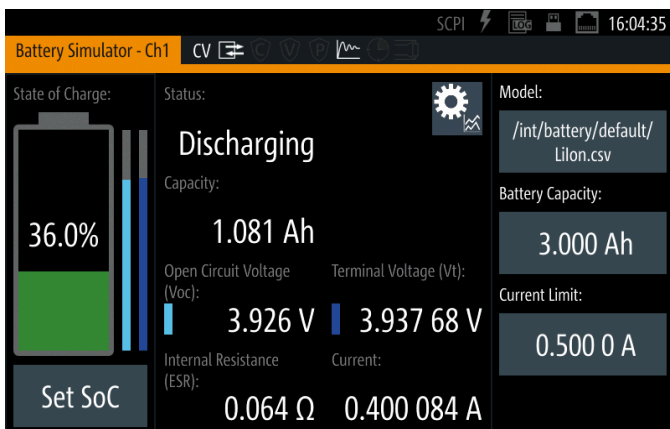 SCPI LOG 16:04:35
Battery Simulator - Ch1 CV C V P
State of Charge:
36.0%
Set SoC
Status:
Discharging
Capacity:
1.081 Ah
Open Circuit Voltage
(Voc):
3.926 V
Terminal Voltage (Vt):
3.937 68 V
Internal Resistance
(ESR):
0.064 Ω
Current:
0.400 084 A
Model:
/int/battery/default/
LiIon.csv
Battery Capacity:
3.000 Ah
Current Limit:
0.500 0 A